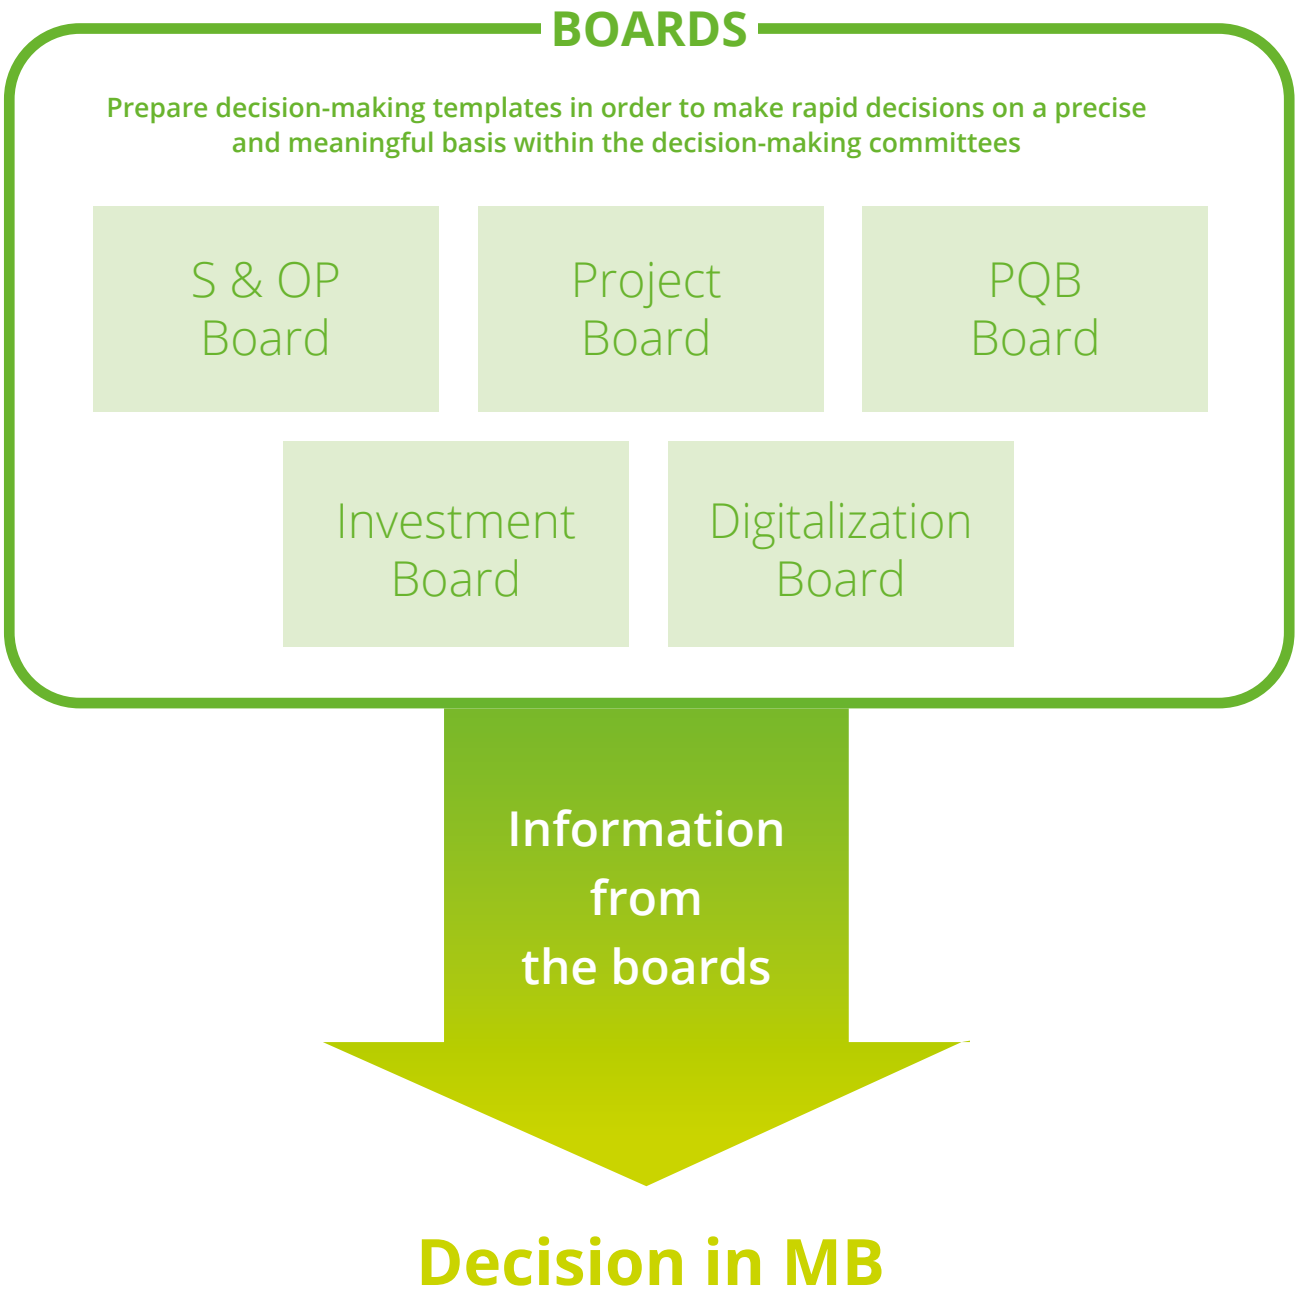 BOARDS
Prepare decision-making templates in order to make rapid decisions on a precise
and meaningful basis within the decision-making committees
S & OP
Board
Project
Board
PQB
Board
Investment
Board
Digitalization
Board
Information
from
the boards
Decision in MB